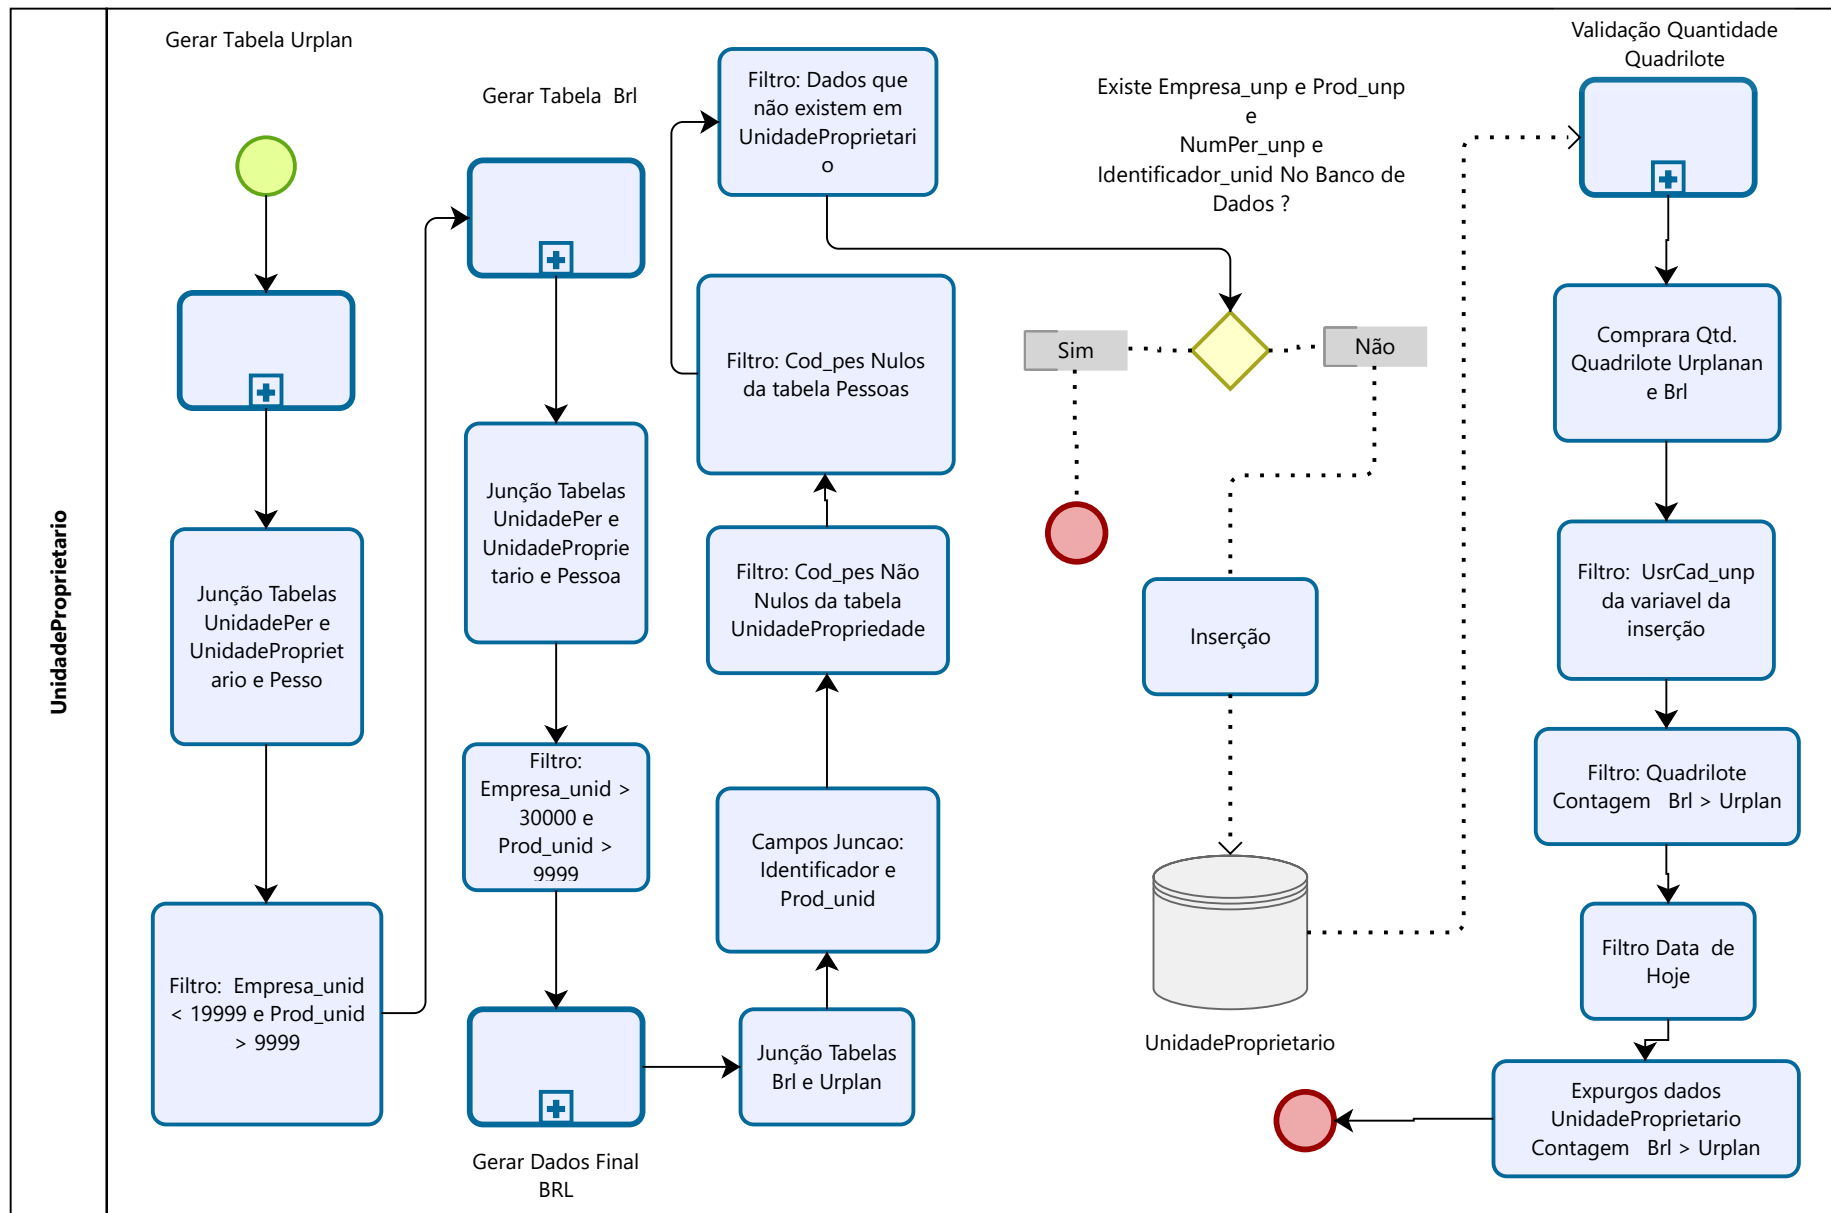 UnidadeProprietario
Gerar Tabela Urplan
Junção Tabelas
UnidadePer e
UnidadePropriet
ario e Pesso
Filtro:  Empresa_unid
< 19999 e Prod_unid
> 9999
Gerar Tabela  Brl
Junção Tabelas
UnidadePer e
UnidadeProprie
tario e Pessoa
Filtro:
Empresa_unid >
30000 e
Prod_unid >
9999
Gerar Dados Final
BRL
Junção Tabelas
Brl e Urplan
Campos Juncao:
Identificador e
Prod_unid
Filtro: Cod_pes Não
Nulos da tabela
UnidadePropriedade
Filtro: Cod_pes Nulos
da tabela Pessoas
Filtro: Dados que
não existem em
UnidadeProprietari
o
Existe Empresa_unp e Prod_unp
e
NumPer_unp e
Identificador_unid No Banco de
Dados ?
Sim
Não
Inserção
UnidadeProprietario
Validação Quantidade
Quadrilote
Comprara Qtd.
Quadrilote Urplanan
e Brl
Filtro:  UsrCad_unp
da variavel da
inserção
Filtro: Quadrilote
Contagem   Brl > Urplan
Filtro Data  de
Hoje
Expurgos dados
UnidadeProprietario
Contagem   Brl > Urplan